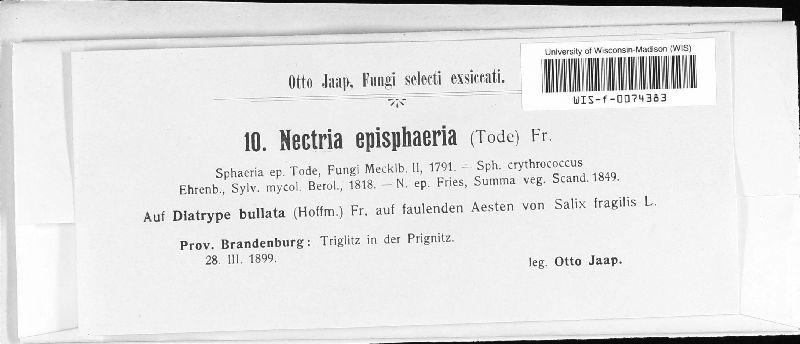 University of Wisconsin-Madison (WIS)
WIS-f-0074383
Otto Jaap, Fungi selecti exsiccati.
10. Nectria episphaeria (Tode) Fr.
Sphaeria ep. Tode, Fungi Mecklb. II, 1791. — Sph. erythrococcus
Ehrenb., Sylv. mycol. Berol., 1818. — N. ep. Fries, Summa veg. Scand. 1849.
Auf Diatrype bullata (Hoffm.) Fr. auf faulenden Aesten von Salix fragilis L.
Prov. Brandenburg: Triglitz in der Prignitz.
28. III. 1899.
leg. Otto Jaap.